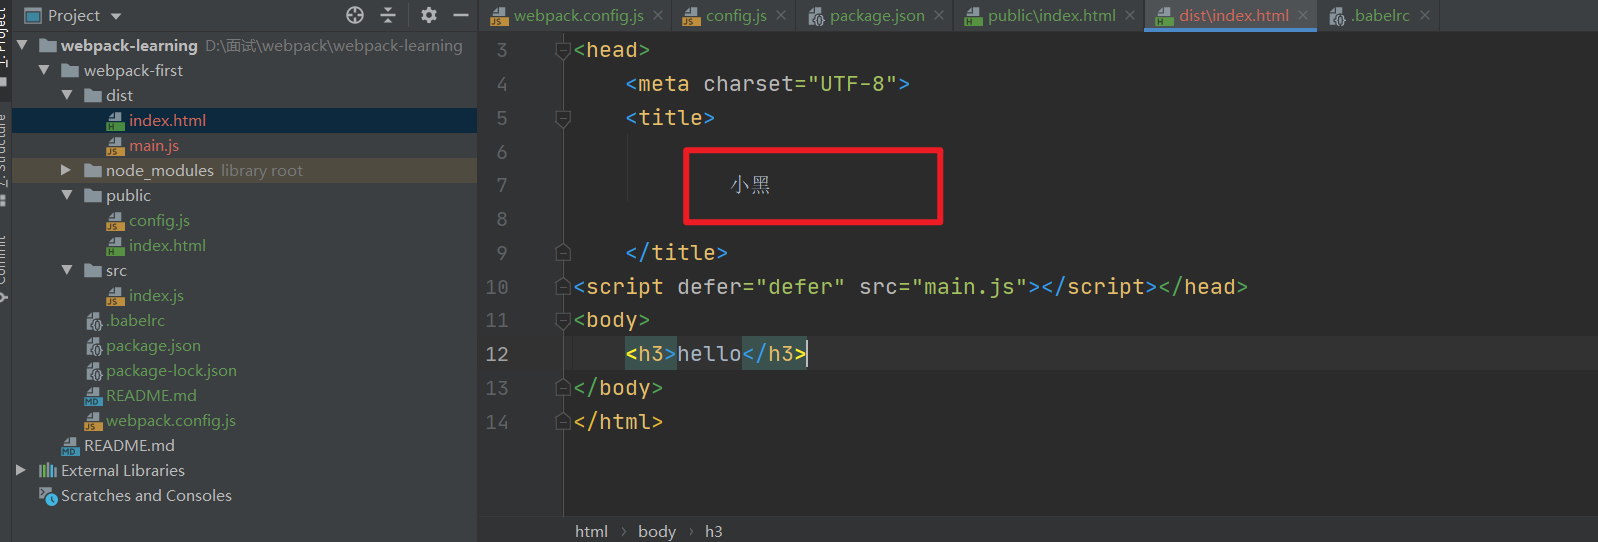 Project
webpack.config.js
config.js
package.json
public\index.html
dist\index.html
.babelrc
1: Project
webpack-learning D:\面试\webpack\webpack-learning
webpack-first
dist
index.html
main.js
node_modules library root
public
config.js
index.html
src
index.js
.babelrc
package.json
package-lock.json
README.md
webpack.config.js
README.md
External Libraries
Scratches and Consoles
7: Structure
Commit
3 <head>
4 <meta charset="UTF-8">
5 <title>
6
7 小黑
8
9 </title>
10 <script defer="defer" src="main.js"></script></head>
11 <body>
12 <h3>hello</h3>
13 </body>
14 </html>
html › body › h3